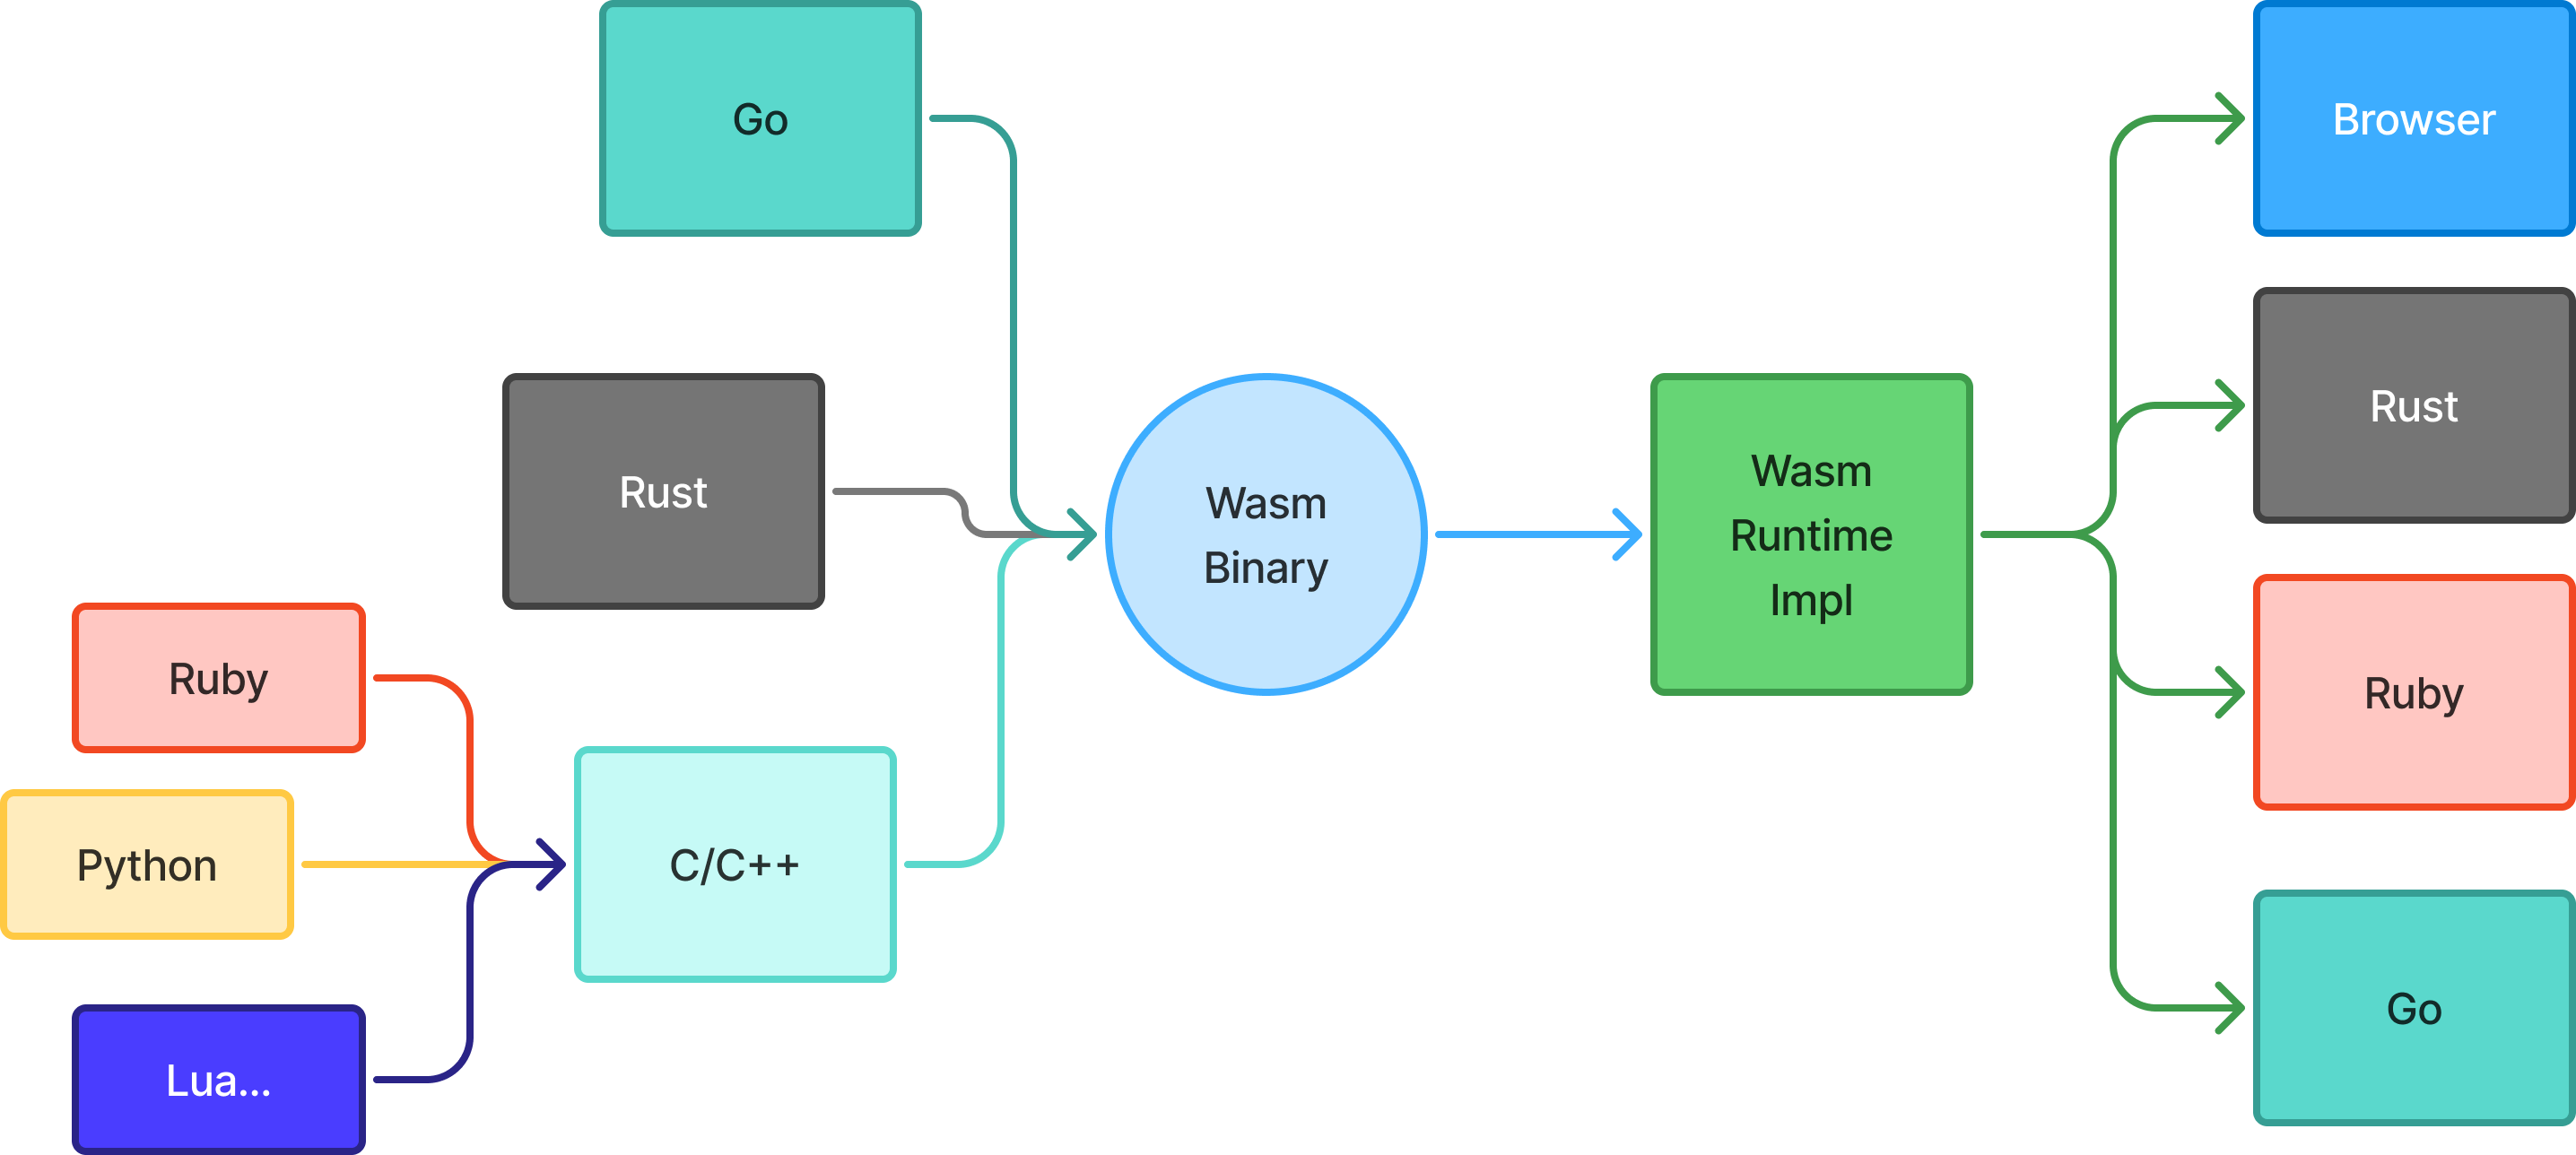 Go
Rust
Ruby
Python
Lua...
C/C++
Wasm
Binary
Wasm
Runtime
Impl
Browser
Rust
Ruby
Go